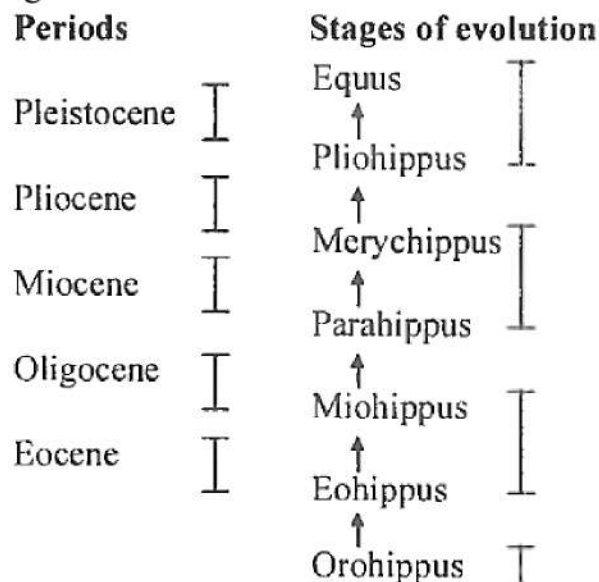 Periods Stages of evolution
Equus
Pleistocene
Pliohippus
Pliocene
Merychippus
Miocene
Parahippus
Oligocene
Miohippus
Eocene
Eohippus
Orohippus